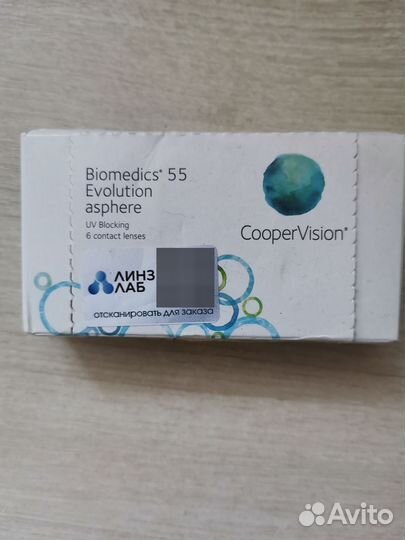 Biomedics® 55
Evolution
asphere
UV Blocking
6 contact lenses
CooperVision®
ЛИНЗ
ЛАБ
отсканировать для заказа
Avito